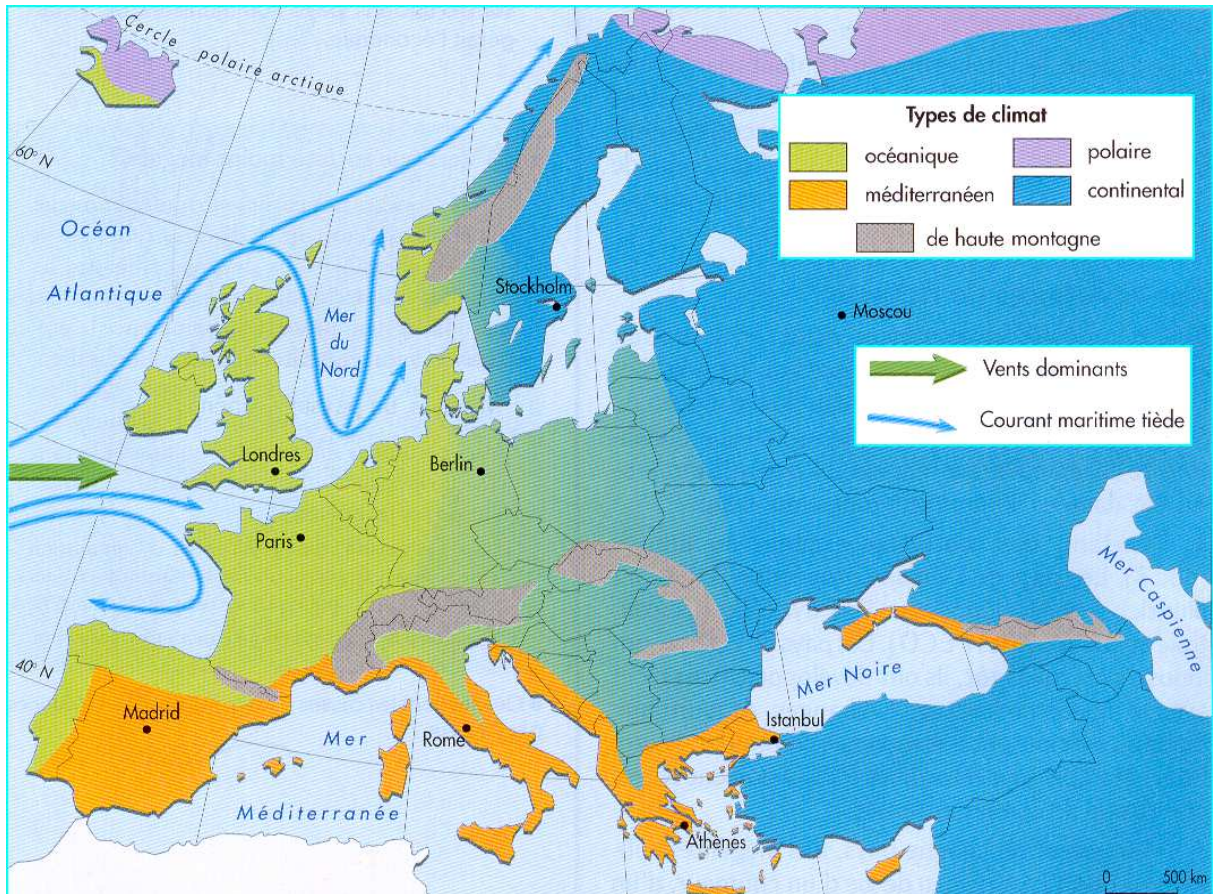 Cercle
polaire arctique
60° N
Types de climat
océanique
polaire
méditerranéen
continental
de haute montagne
Océan
Atlantique
Stockholm
Moscou
Mer
du
Nord
Vents dominants
Courant maritime tiède
Londres
Berlin
Paris
Mer Caspienne
40° N
Mer Noire
Madrid
Istanbul
Mer
Rome
Méditerranée
Athènes
0 500 km